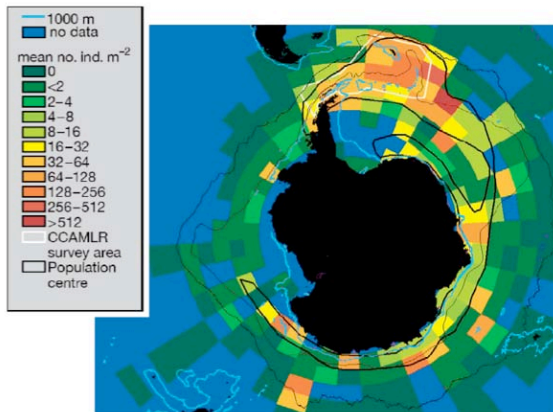 1000 m
no data
mean no. ind. m⁻²
0
<2
2–4
4–8
8–16
16–32
32–64
64–128
128–256
256–512
>512
CCAMLR
survey area
Population
centre